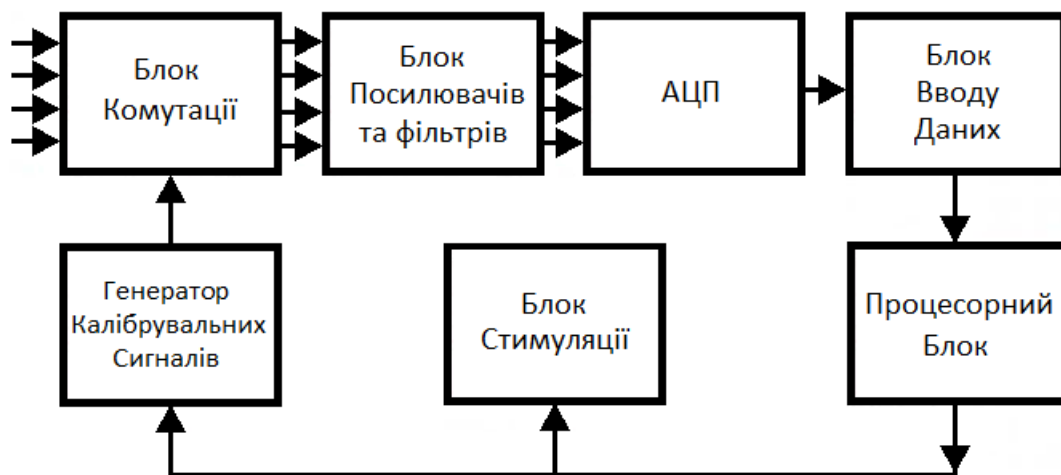 Блок
Комутації
Блок
Посилювачів
та фільтрів
АЦП
Блок
Вводу
Даних
Генератор
Калібрувальних
Сигналів
Блок
Стимуляції
Процесорний
Блок